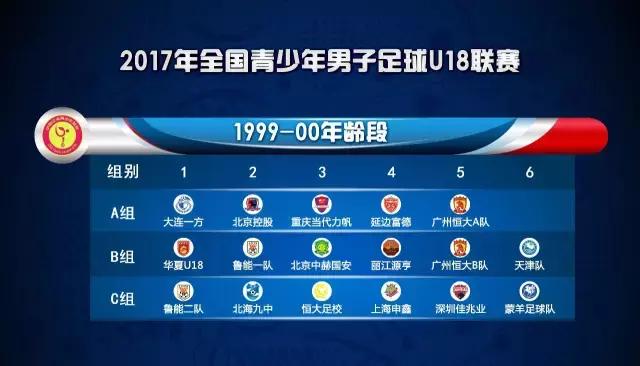 2017年全国青少年男子足球U18联赛
1999-00年龄段
组别 1 2 3 4 5 6
A组 大连一方 北京控股 重庆当代力帆 延边富德 广州恒大A队
B组 华夏U18 鲁能一队 北京中赫国安 丽江源亨 广州恒大B队 天津队
C组 鲁能二队 北海九中 恒大足校 上海申鑫 深圳佳兆业 蒙羊足球队